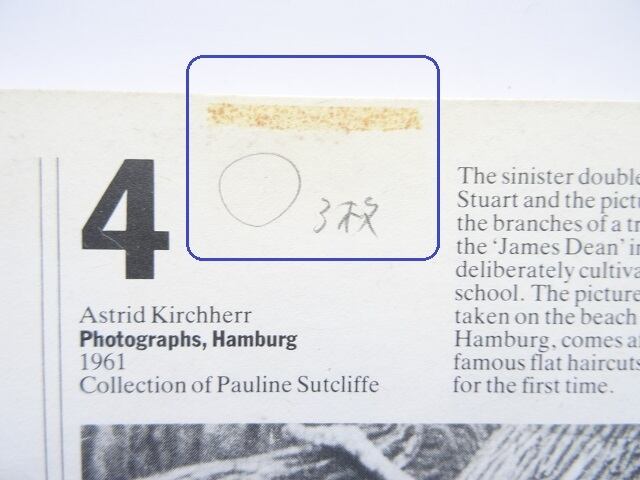 3枚
4
Astrid Kirchherr
Photographs, Hamburg
1961
Collection of Pauline Sutcliffe
The sinister double
Stuart and the
the branches of a
the 'James Dean'
deliberately
school. The picture
taken on the beach
Hamburg, comes
famous flat haircuts
for the first time.